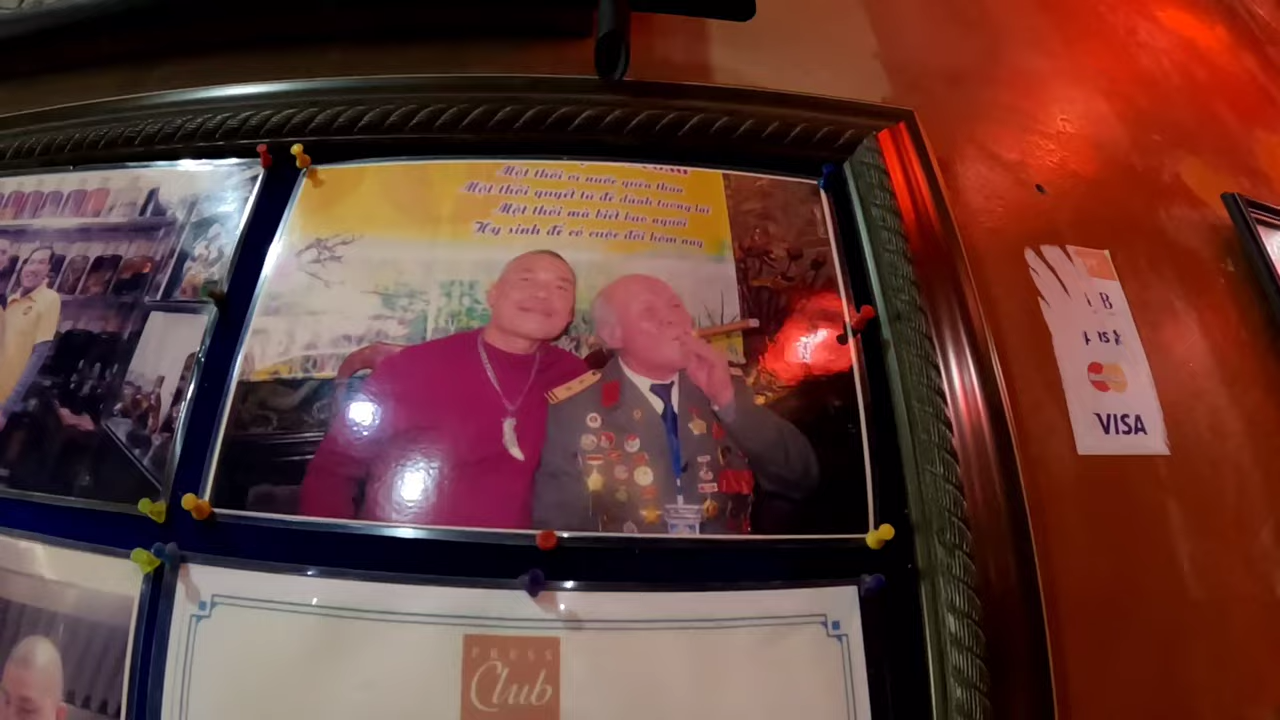 Một thời vì nước quên thân
Một thời quyết tử để dành tương lai
Một thời mà biết bao người
Hy sinh để có cuộc đời hôm nay
B
IS
VISA
PRESS
Club